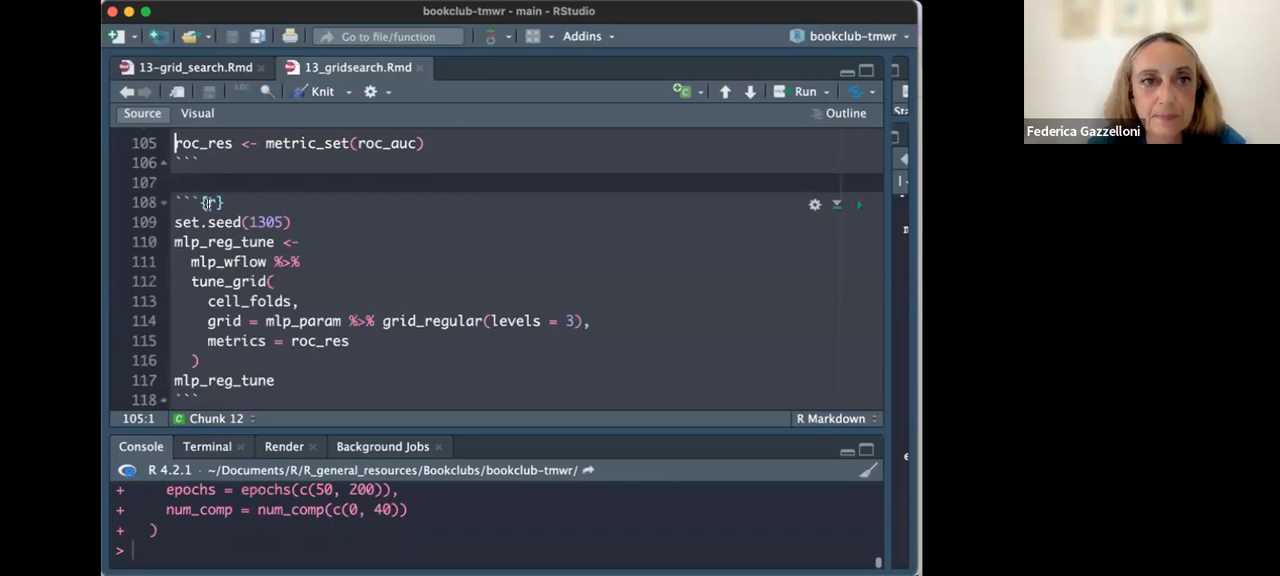 bookclub-tmwr - main - RStudio
Go to file/function
Addins
bookclub-tmwr
13-grid_search.Rmd
13_gridsearch.Rmd
ABC
Knit
Run
Source
Visual
Outline
105 roc_res <- metric_set(roc_auc)
106 ```
107
108 ```{r}
109 set.seed(1305)
110 mlp_reg_tune <-
111 mlp_wflow %>%
112 tune_grid(
113 cell_folds,
114 grid = mlp_param %>% grid_regular(levels = 3),
115 metrics = roc_res
116 )
117 mlp_reg_tune
118 ```
105:1
Chunk 12
R Markdown
Console
Terminal
Render
Background Jobs
R 4.2.1 · ~/Documents/R/R_general_resources/Bookclubs/bookclub-tmwr/
+ epochs = epochs(c(50, 200)),
+ num_comp = num_comp(c(0, 40))
+ )
>
Federica Gazzelloni